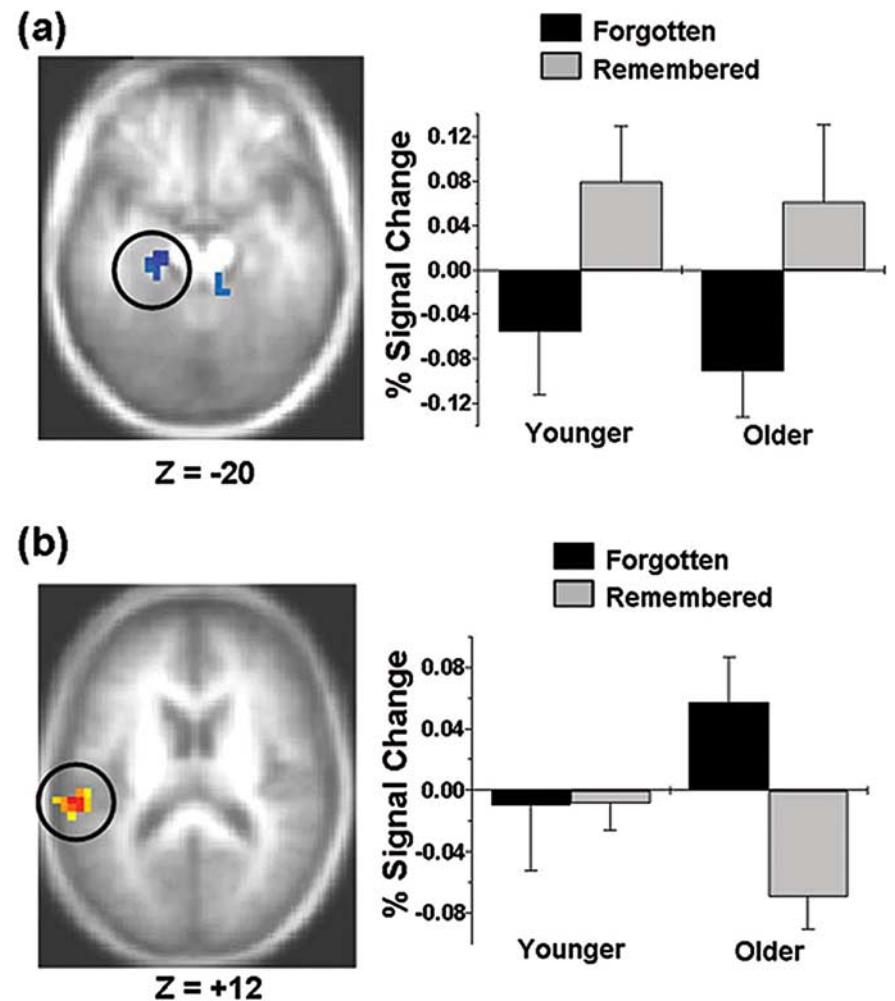 (a)
Forgotten
Remembered
% Signal Change
0.12
0.08
0.04
0.00
-0.04
-0.08
-0.12
Younger Older
Z = -20
(b)
Forgotten
Remembered
% Signal Change
0.08
0.04
0.00
-0.04
-0.08
Younger Older
Z = +12